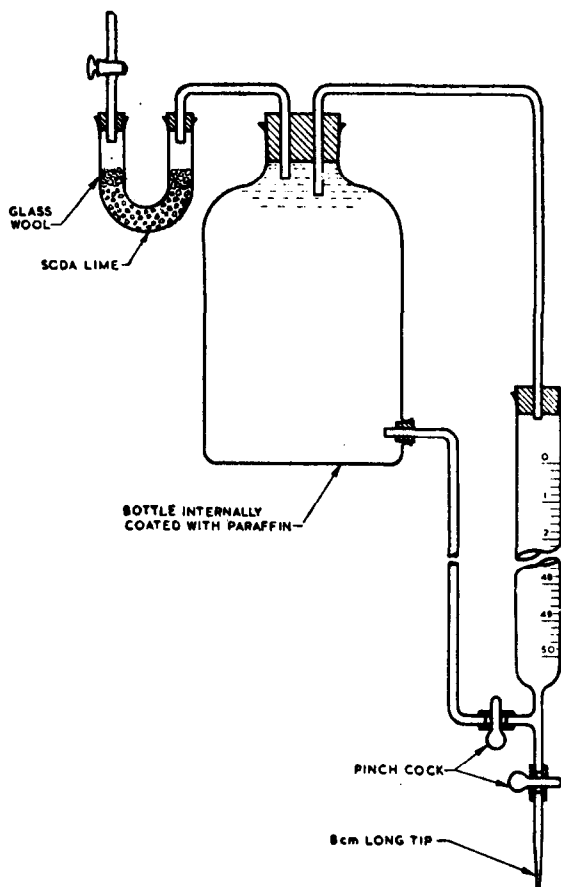 GLASS
WOOL
SODA LIME
BOTTLE INTERNALLY
COATED WITH PARAFFIN
0
1
2
48
49
50
PINCH COCK
8cm LONG TIP